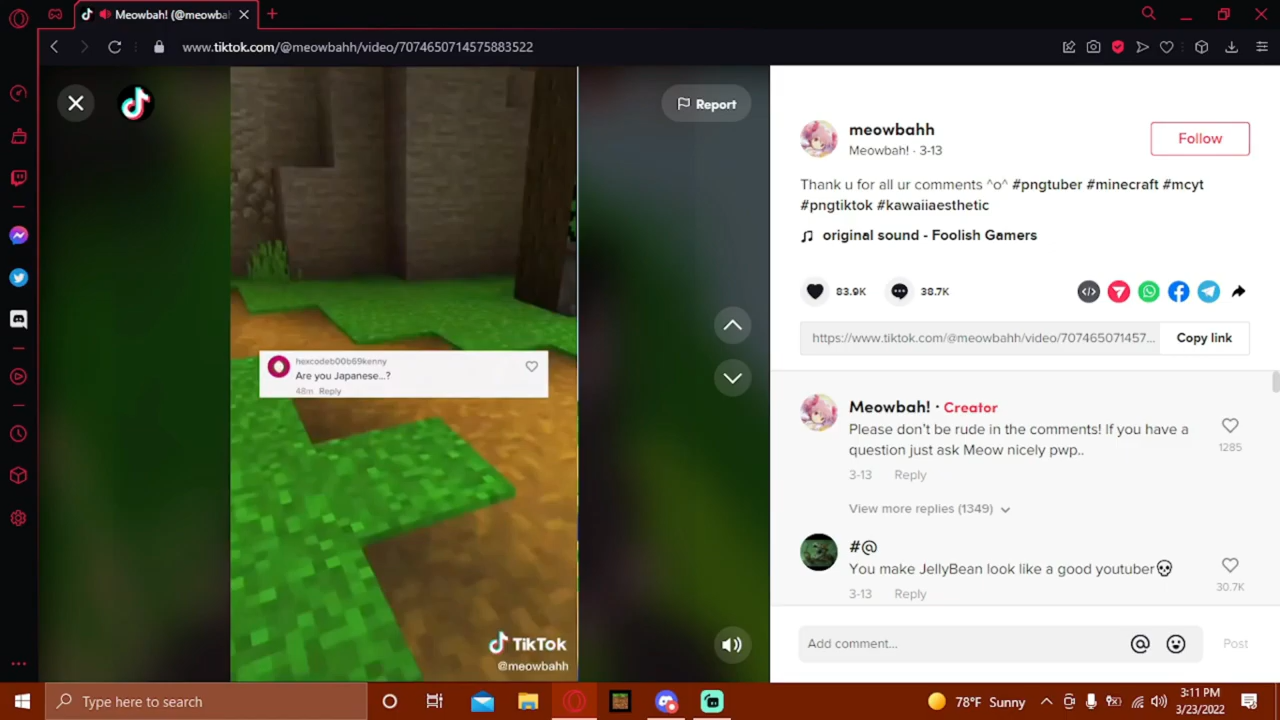 Meowbah! (@meowba
www.tiktok.com/@meowbahh/video/7074650714575883522
Report
hexcodeb00b69kenny
Are you Japanese...?
48m Reply
TikTok
@meowbahh
meowbahh
Meowbah! · 3-13
Follow
Thank u for all ur comments ^o^ #pngtuber #minecraft #mcyt
#pngtiktok #kawaiiaesthetic
original sound - Foolish Gamers
83.9K
38.7K
https://www.tiktok.com/@meowbahh/video/707465071457...
Copy link
Meowbah! · Creator
Please don't be rude in the comments! If you have a
question just ask Meow nicely pwp..
1285
3-13 Reply
View more replies (1349)
#@
You make JellyBean look like a good youtuber💀
30.7K
3-13 Reply
Add comment...
Post
Type here to search
78°F Sunny
3:11 PM
3/23/2022